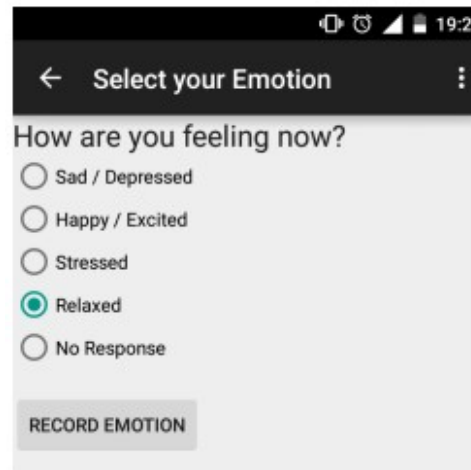 19:2
Select your Emotion
How are you feeling now?
Sad / Depressed
Happy / Excited
Stressed
Relaxed
No Response
RECORD EMOTION